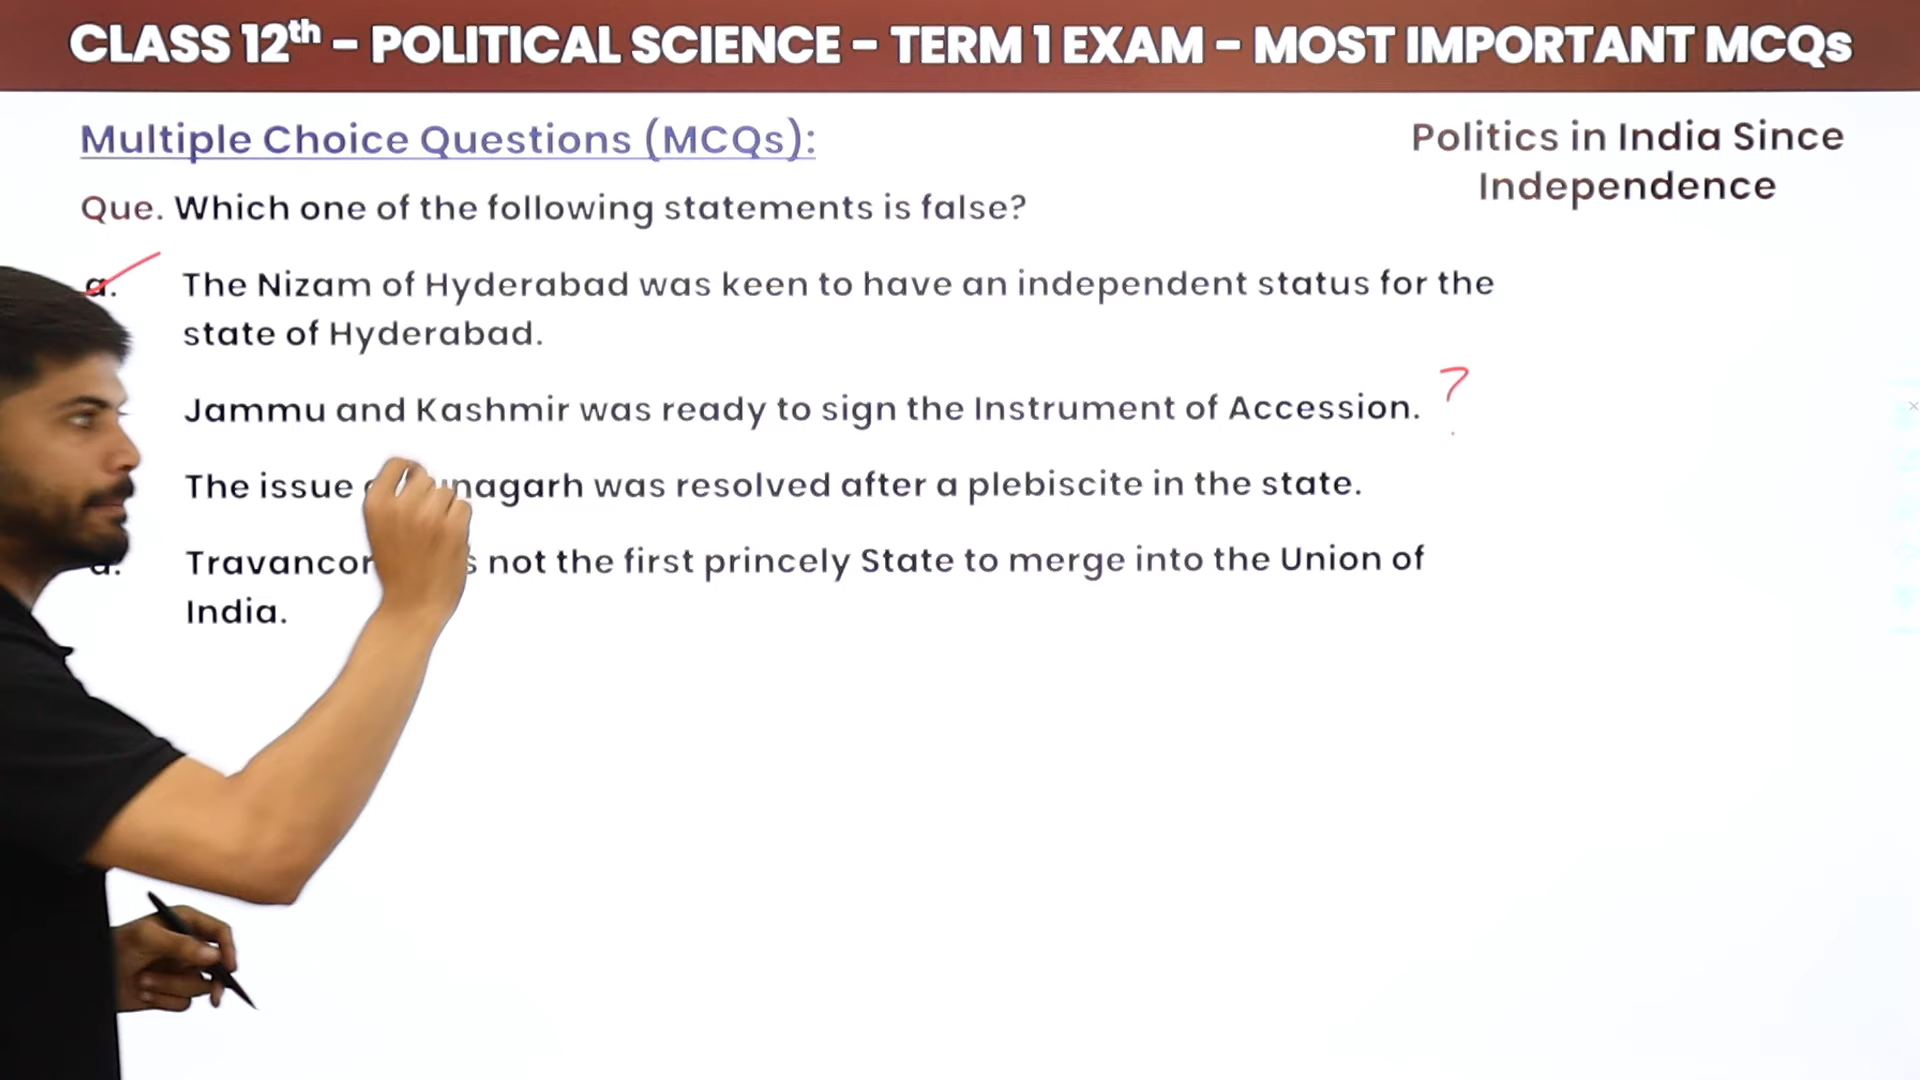 CLASS 12th – POLITICAL SCIENCE – TERM 1 EXAM – MOST IMPORTANT MCQs
Multiple Choice Questions (MCQs):
Politics in India Since
Independence
Que. Which one of the following statements is false?
a. The Nizam of Hyderabad was keen to have an independent status for the
state of Hyderabad.
Jammu and Kashmir was ready to sign the Instrument of Accession. ?
The issue was resolved after a plebiscite in the state.
d. not the first princely State to merge into the Union of
India.